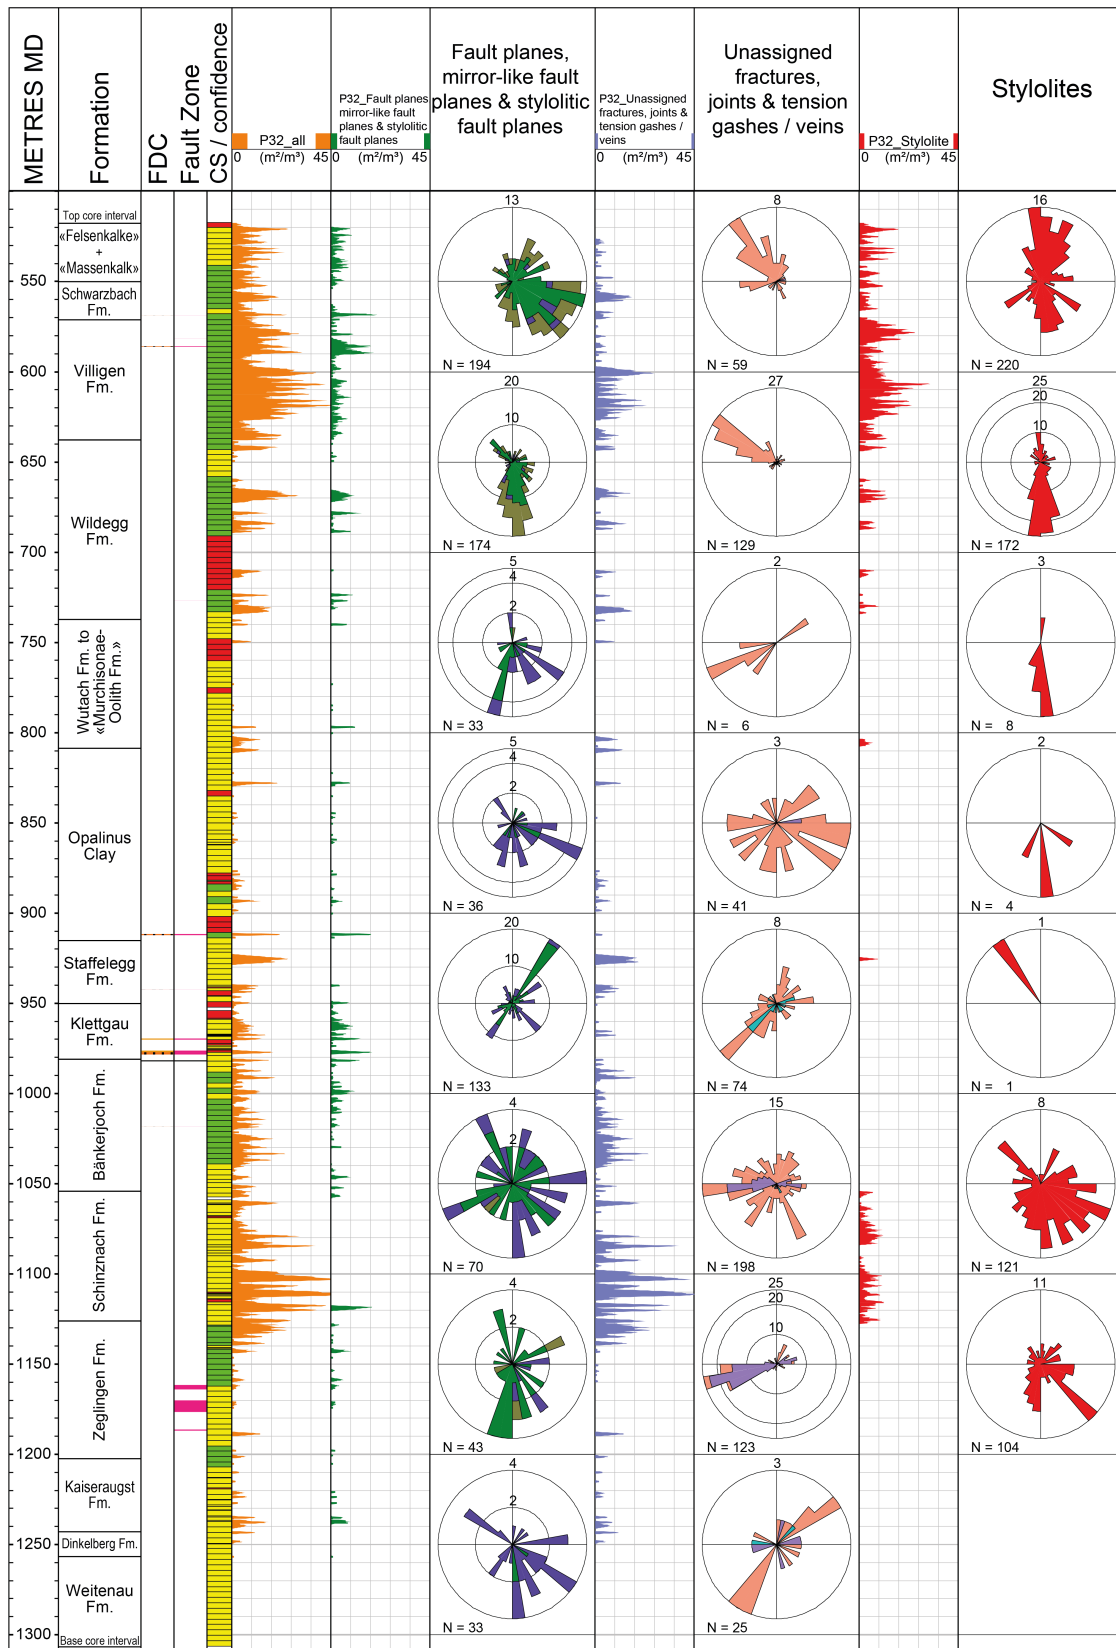 METRES MD
Formation
FDC
Fault Zone
CS / confidence
P32_all
0 (m²/m³) 45
P32_Fault planes
mirror-like fault
planes & stylolitic
fault planes
0 (m²/m³) 45
Fault planes,
mirror-like fault
planes & stylolitic
fault planes
P32_Unassigned
fractures, joints &
tension gashes /
veins
0 (m²/m³) 45
Unassigned
fractures,
joints & tension
gashes / veins
P32_Stylolite
0 (m²/m³) 45
Stylolites
Top core interval
«Felsenkalke»
+
«Massenkalk»
550
Schwarzbach
Fm.
13
N = 194
8
N = 59
16
N = 220
600
Villigen
Fm.
650
20
10
N = 174
27
N = 129
25
20
10
N = 172
Wildegg
Fm.
700
5
4
2
N = 33
2
N = 6
3
N = 8
750
Wutach Fm. to
«Murchisonae-
Oolith Fm.»
800
5
4
2
N = 36
3
N = 41
2
N = 4
850
Opalinus
Clay
900
20
10
N = 133
8
N = 74
1
N = 1
Staffelegg
Fm.
950
Klettgau
Fm.
1000
4
2
N = 70
15
N = 198
8
N = 121
Bänkerjoch Fm.
1050
Schinznach Fm.
1100
4
2
N = 43
25
20
10
N = 123
11
N = 104
1150
Zeglingen Fm.
1200
4
2
N = 33
3
N = 25
Kaiseraugst
Fm.
1250
Dinkelberg Fm.
Weitenau
Fm.
1300
Base core interval